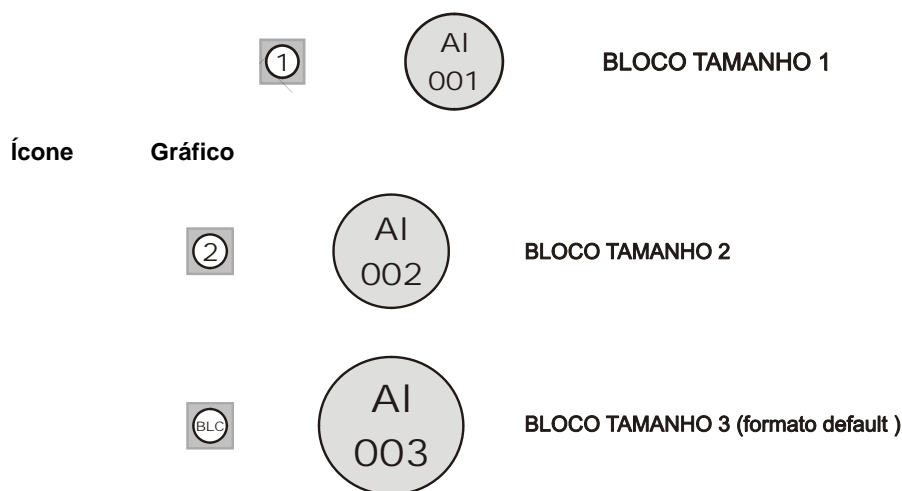 1 AI 001 BLOCO TAMANHO 1
Ícone Gráfico
2 AI 002 BLOCO TAMANHO 2
BLC AI 003 BLOCO TAMANHO 3 (formato default )